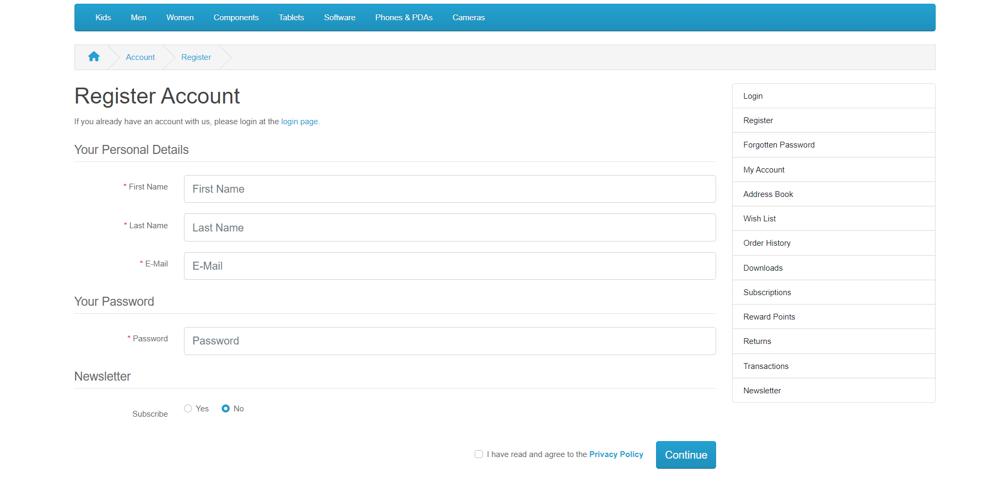 Kids Men Women Components Tablets Software Phones & PDAs Cameras
Account Register
Register Account
If you already have an account with us, please login at the login page.
Your Personal Details
* First Name First Name
* Last Name Last Name
* E-Mail E-Mail
Your Password
* Password Password
Newsletter
Subscribe Yes No
I have read and agree to the Privacy Policy Continue
Login
Register
Forgotten Password
My Account
Address Book
Wish List
Order History
Downloads
Subscriptions
Reward Points
Returns
Transactions
Newsletter